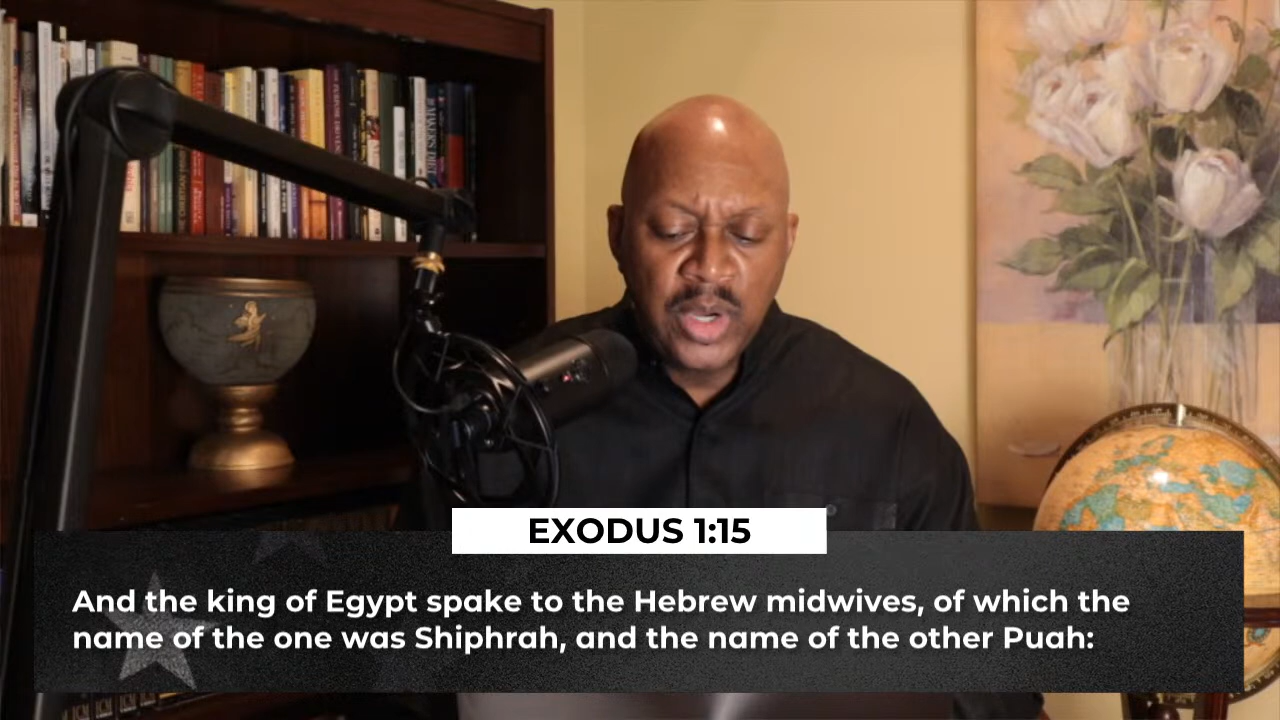 EXODUS 1:15
And the king of Egypt spake to the Hebrew midwives, of which the
name of the one was Shiphrah, and the name of the other Puah: